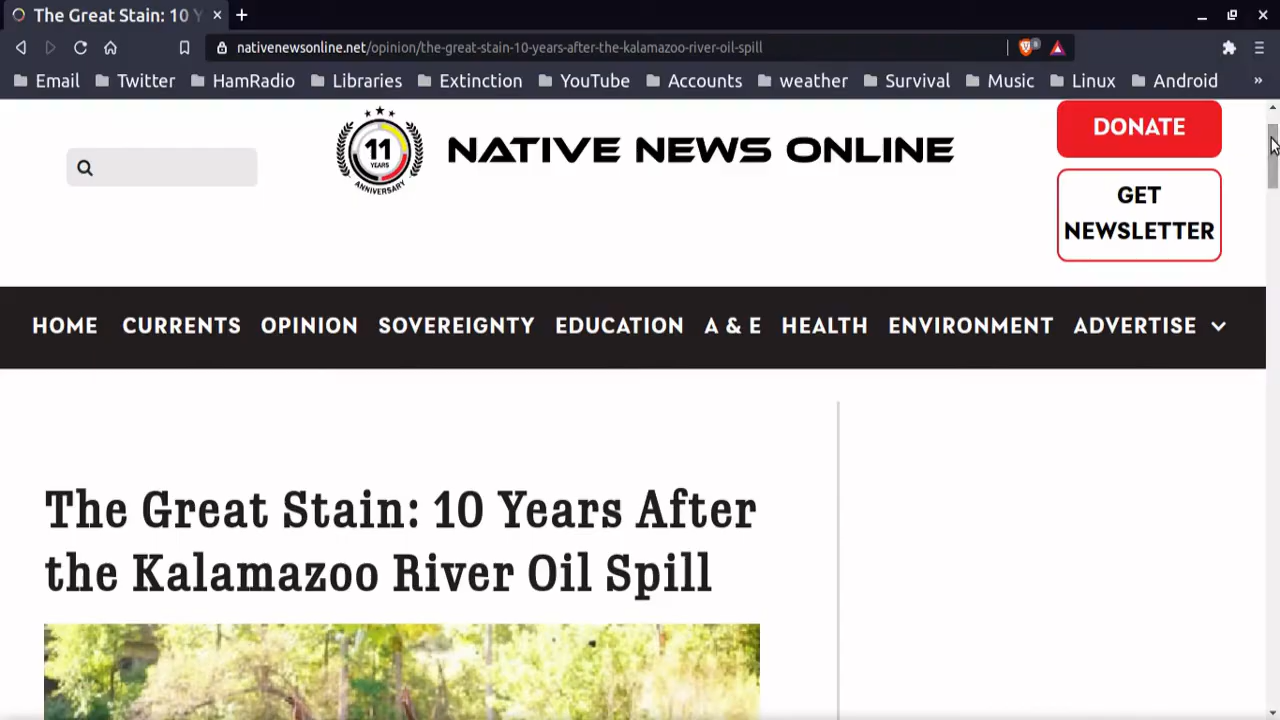 The Great Stain: 10 Y
nativenewsonline.net/opinion/the-great-stain-10-years-after-the-kalamazoo-river-oil-spill
Email Twitter HamRadio Libraries Extinction YouTube Accounts weather Survival Music Linux Android »
11
YEARS
ANNIVERSARY
NATIVE NEWS ONLINE
DONATE
GET
NEWSLETTER
HOME CURRENTS OPINION SOVEREIGNTY EDUCATION A & E HEALTH ENVIRONMENT ADVERTISE
The Great Stain: 10 Years After
the Kalamazoo River Oil Spill